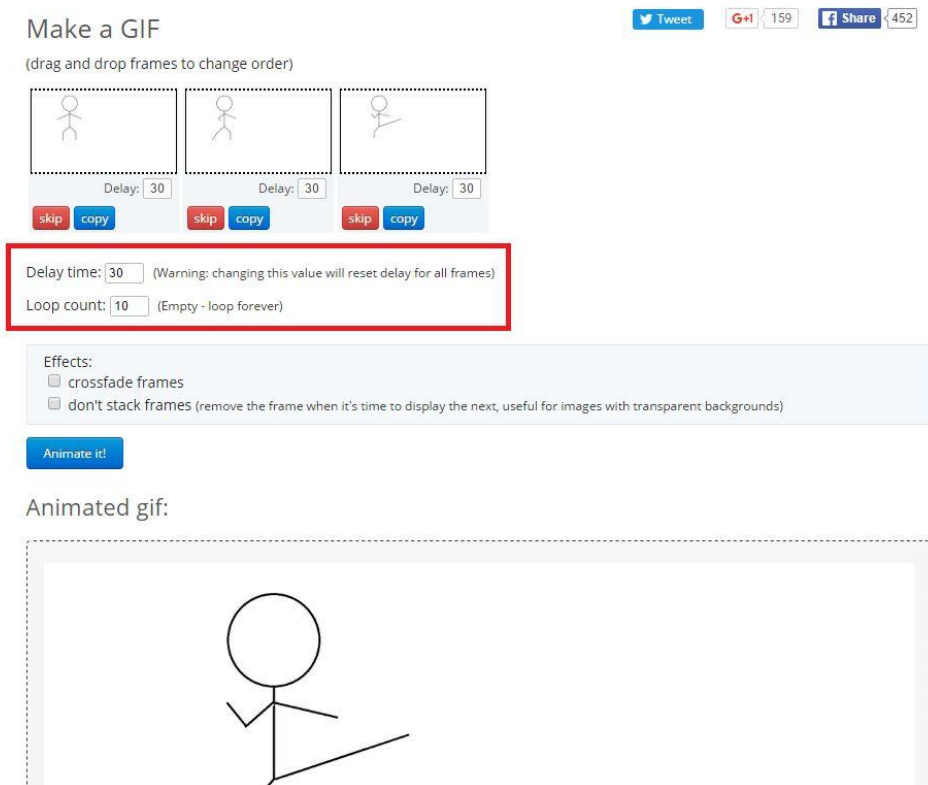 Make a GIF
Tweet
G+1 159
Share 452
(drag and drop frames to change order)
Delay: 30 Delay: 30 Delay: 30
skip copy skip copy skip copy
Delay time: 30 (Warning: changing this value will reset delay for all frames)
Loop count: 10 (Empty - loop forever)
Effects:
crossfade frames
don't stack frames (remove the frame when it's time to display the next, useful for images with transparent backgrounds)
Animate it!
Animated gif: